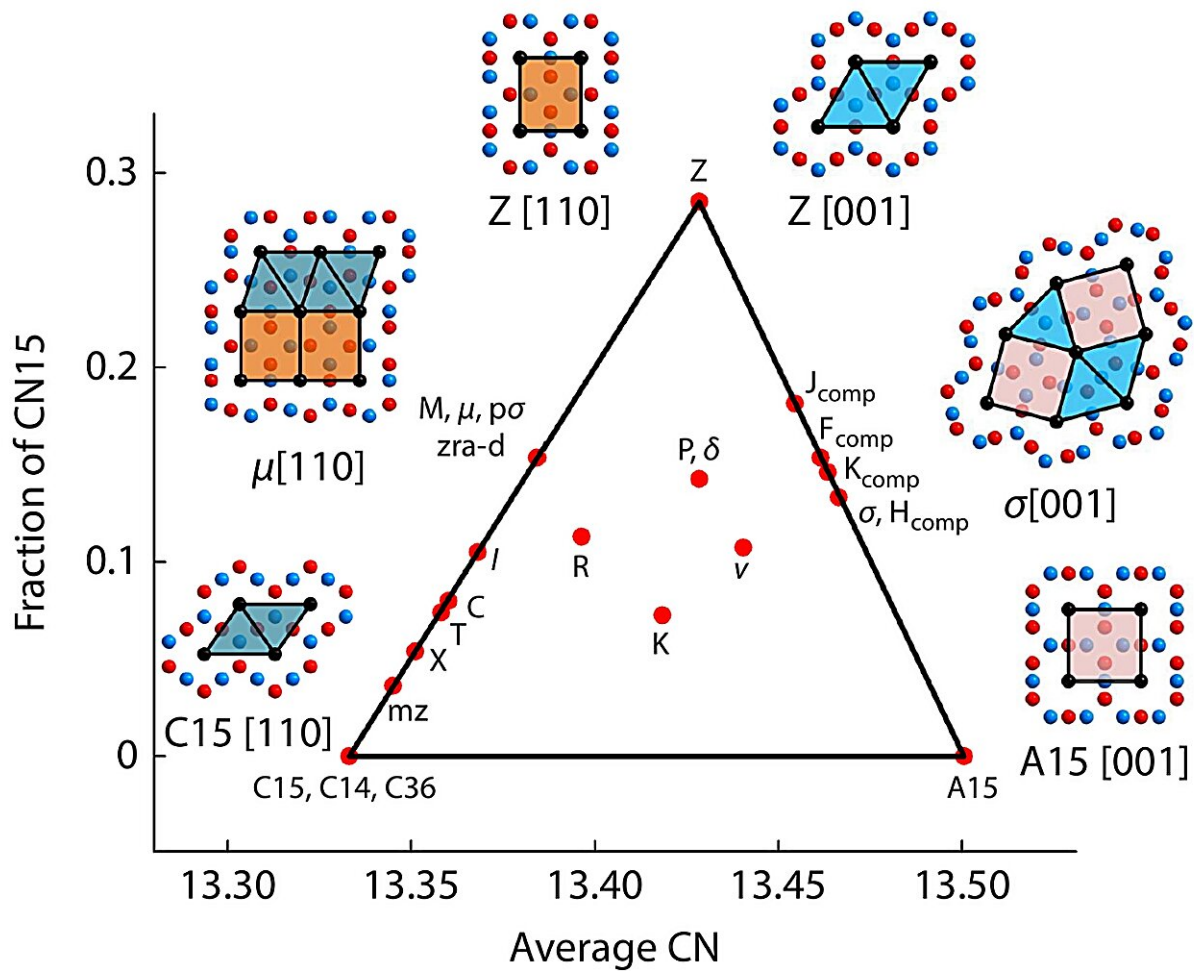 Z [110]
Z [001]
0.3
Z
μ[110]
0.2
M, μ, pσ
zra-d
J_comp
F_comp
K_comp
σ, H_comp
P, δ
σ[001]
Fraction of CN15
0.1
I
R
ν
C
T
K
X
mz
C15 [110]
A15 [001]
0
C15, C14, C36
A15
13.30
13.35
13.40
13.45
13.50
Average CN